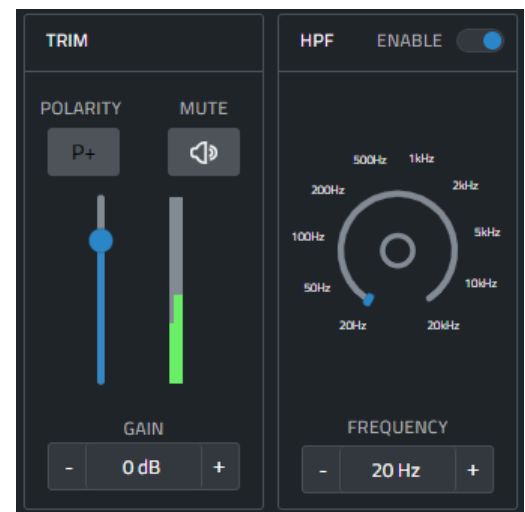 TRIM
POLARITY MUTE
P+
GAIN
- 0 dB +
HPF ENABLE
500Hz 1kHz
200Hz 2kHz
100Hz 5kHz
50Hz 10kHz
20Hz 20kHz
FREQUENCY
- 20 Hz +